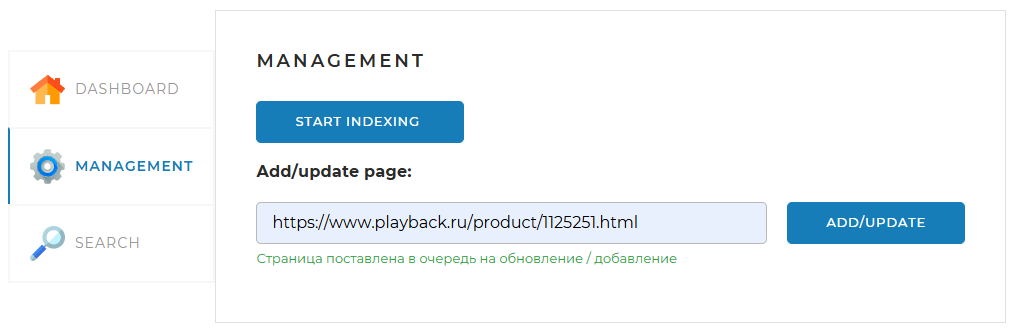 DASHBOARD
MANAGEMENT
SEARCH
MANAGEMENT
START INDEXING
Add/update page:
https://www.playback.ru/product/1125251.html
ADD/UPDATE
Страница поставлена в очередь на обновление / добавление